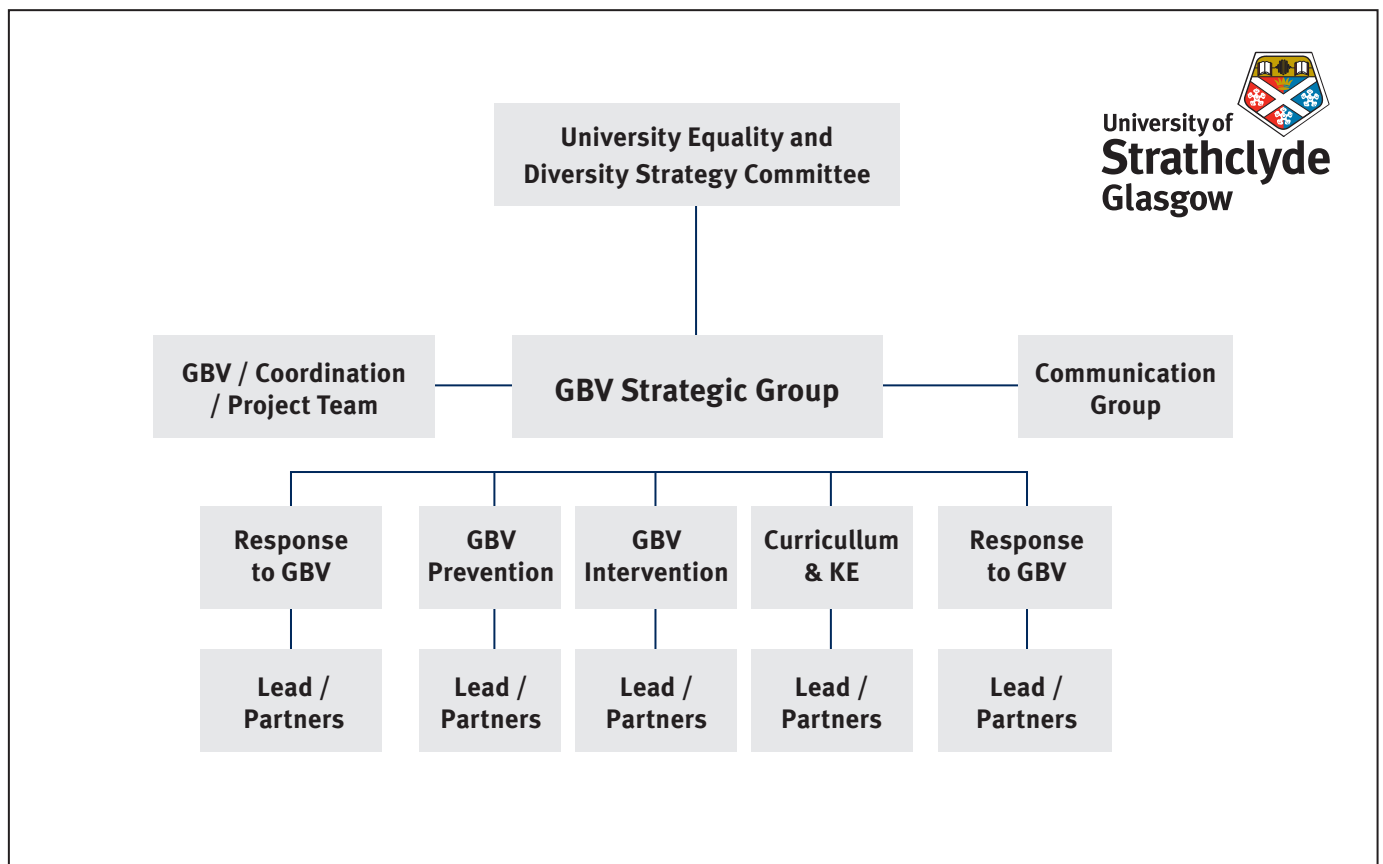 University of
Strathclyde
Glasgow
University Equality and
Diversity Strategy Committee
GBV / Coordination
/ Project Team
GBV Strategic Group
Communication
Group
Response
to GBV
GBV
Prevention
GBV
Intervention
Curricullum
& KE
Response
to GBV
Lead /
Partners
Lead /
Partners
Lead /
Partners
Lead /
Partners
Lead /
Partners